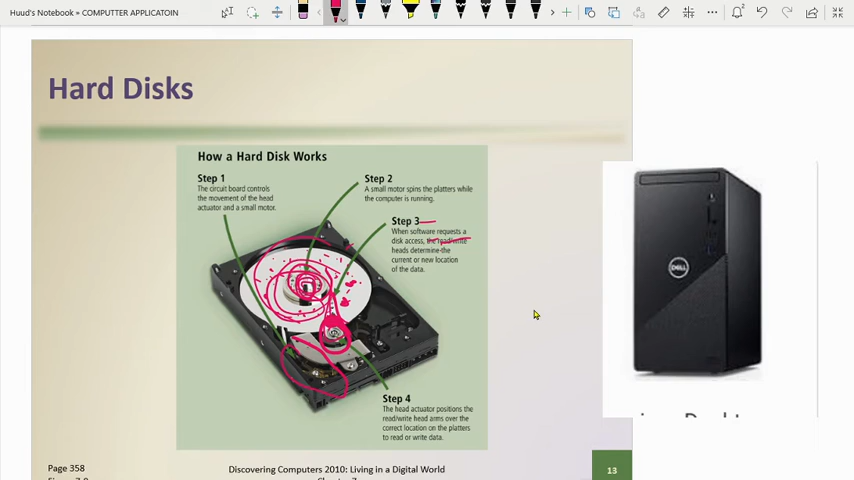 Huud's Notebook » COMPUTTER APPLICATOIN
Hard Disks
How a Hard Disk Works
Step 1
The circuit board controls
the movement of the head
actuator and a small motor.
Step 2
A small motor spins the platters while
the computer is running.
Step 3
When software requests a
disk access, the read/write
heads determine the
current or new location
of the data.
DELL
Step 4
The head actuator positions the
read/write head arms over the
correct location on the platters
to read or write data.
Page 358
Discovering Computers 2010: Living in a Digital World
13